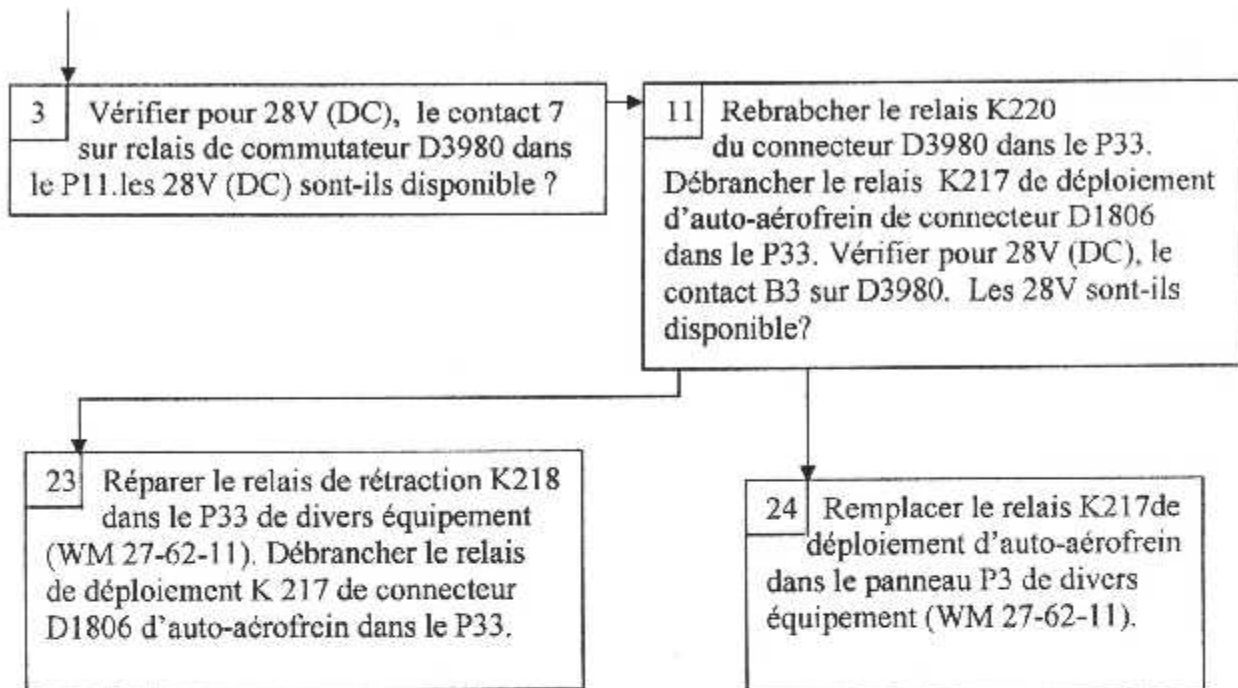 3 Vérifier pour 28V (DC), le contact 7
sur relais de commutateur D3980 dans
le P11.les 28V (DC) sont-ils disponible ?
11 Rebrabcher le relais K220
du connecteur D3980 dans le P33.
Débrancher le relais K217 de déploiement
d'auto-aérofrein de connecteur D1806
dans le P33. Vérifier pour 28V (DC), le
contact B3 sur D3980. Les 28V sont-ils
disponible?
23 Réparer le relais de rétraction K218
dans le P33 de divers équipement
(WM 27-62-11). Débrancher le relais
de déploiement K 217 de connecteur
D1806 d'auto-aérofrein dans le P33.
24 Remplacer le relais K217de
déploiement d'auto-aérofrein
dans le panneau P3 de divers
équipement (WM 27-62-11).